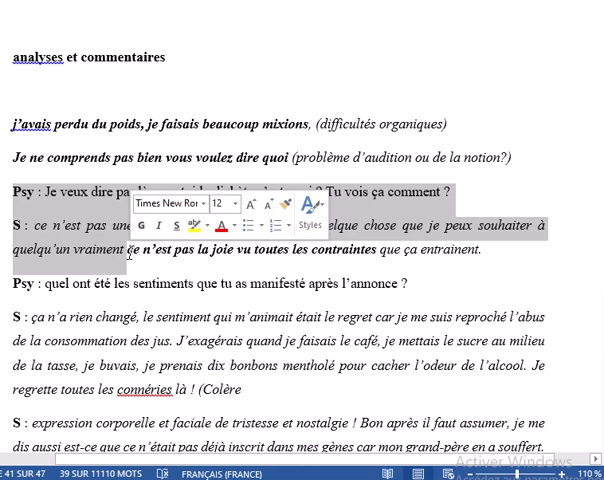 analyses et commentaires
j'avais perdu du poids, je faisais beaucoup mixions, (difficultés organiques)
Je ne comprends pas bien vous voulez dire quoi (problème d'audition ou de la notion?)
Psy : Je veux dire Tu vois ça comment ?
Times New Ror 12
S : ce n'est pas une chose que je peux souhaiter à
G I S ab A Styles
quelqu'un vraiment ce n'est pas la joie vu toutes les contraintes que ça entrainent.
Psy : quel ont été les sentiments que tu as manifesté après l'annonce ?
S : ça n'a rien changé, le sentiment qui m'animait était le regret car je me suis reproché l'abus
de la consommation des jus. J'exagérais quand je faisais le café, je mettais le sucre au milieu
de la tasse, je buvais, je prenais dix bonbons mentholé pour cacher l'odeur de l'alcool. Je
regrette toutes les connéries là ! (Colère
S : expression corporelle et faciale de tristesse et nostalgie ! Bon après il faut assumer, je me
dis aussi est-ce que ce n'était pas déjà inscrit dans mes gènes car mon grand-père en a souffert.
Activer Windows
E 41 SUR 47 39 SUR 11110 MOTS FRANÇAIS (FRANCE) 110 %